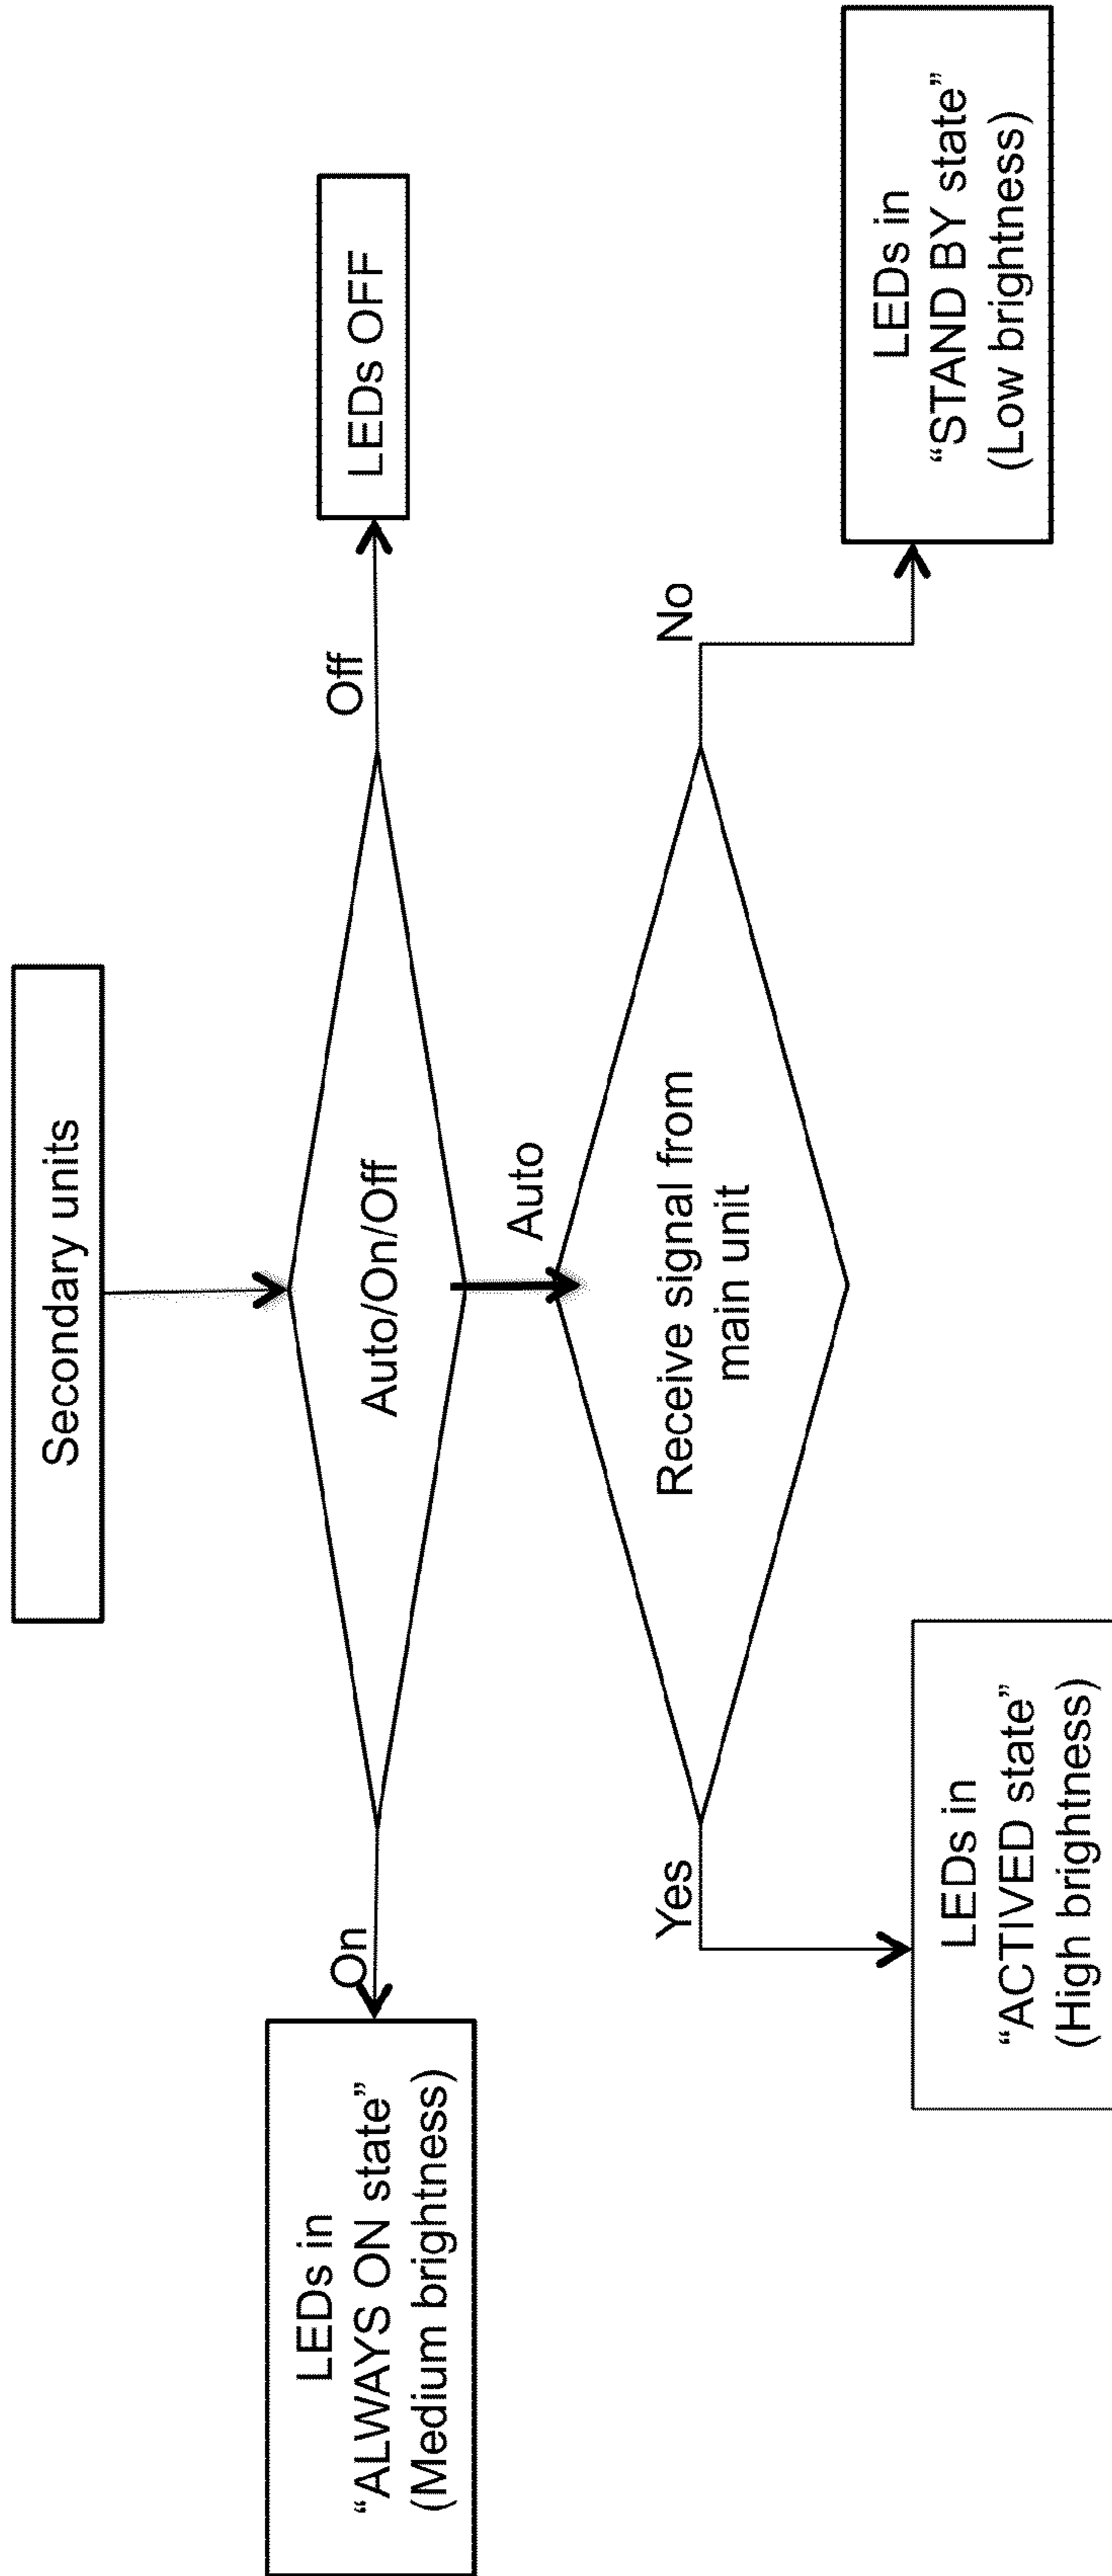 Secondary units
Auto/On/Off
On
Off
LEDs in
“ALWAYS ON state”
(Medium brightness)
LEDs OFF
Auto
Receive signal from
main unit
Yes
No
LEDs in
“ACTIVED state”
(High brightness)
LEDs in
“STAND BY state”
(Low brightness)